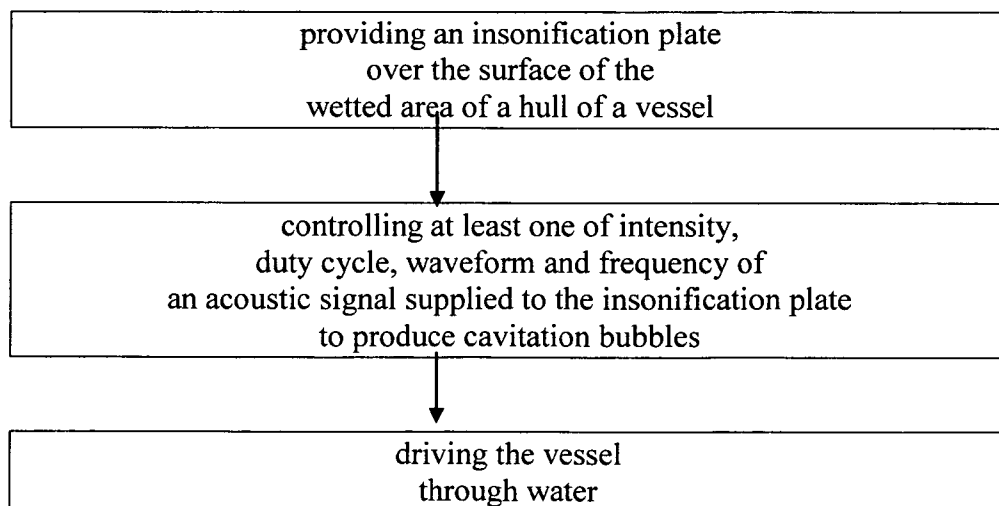 providing an insonification plate
over the surface of the
wetted area of a hull of a vessel
controlling at least one of intensity,
duty cycle, waveform and frequency of
an acoustic signal supplied to the insonification plate
to produce cavitation bubbles
driving the vessel
through water